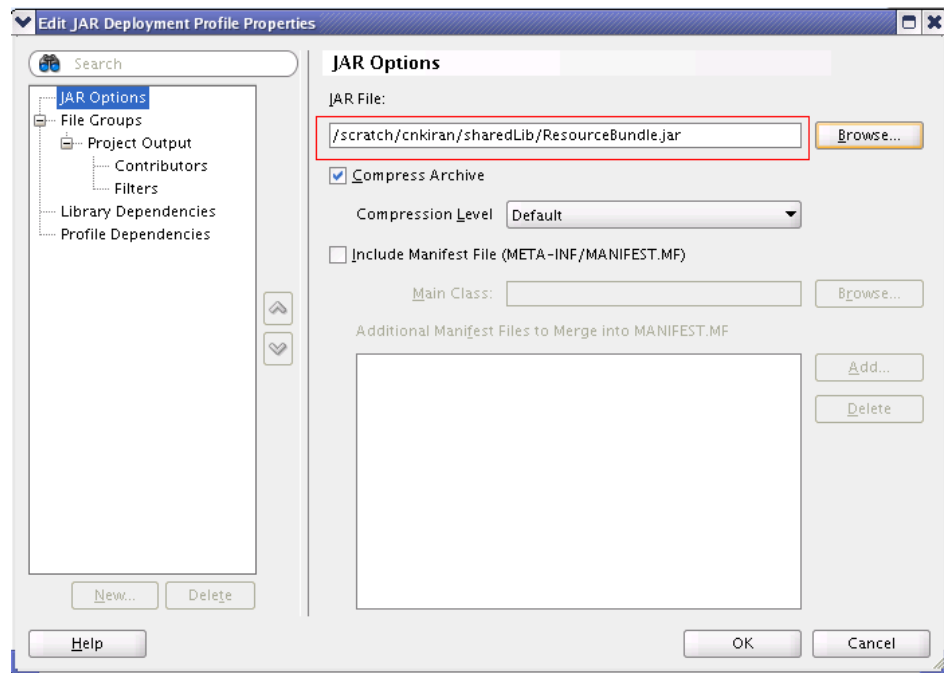 Edit JAR Deployment Profile Properties
Search
JAR Options
File Groups
Project Output
Contributors
Filters
Library Dependencies
Profile Dependencies
New...
Delete
JAR Options
JAR File:
/scratch/cnkiran/sharedLib/ResourceBundle.jar
Browse...
Compress Archive
Compression Level
Default
Include Manifest File (META-INF/MANIFEST.MF)
Main Class:
Browse...
Additional Manifest Files to Merge into MANIFEST.MF
Add...
Delete
Help
OK
Cancel